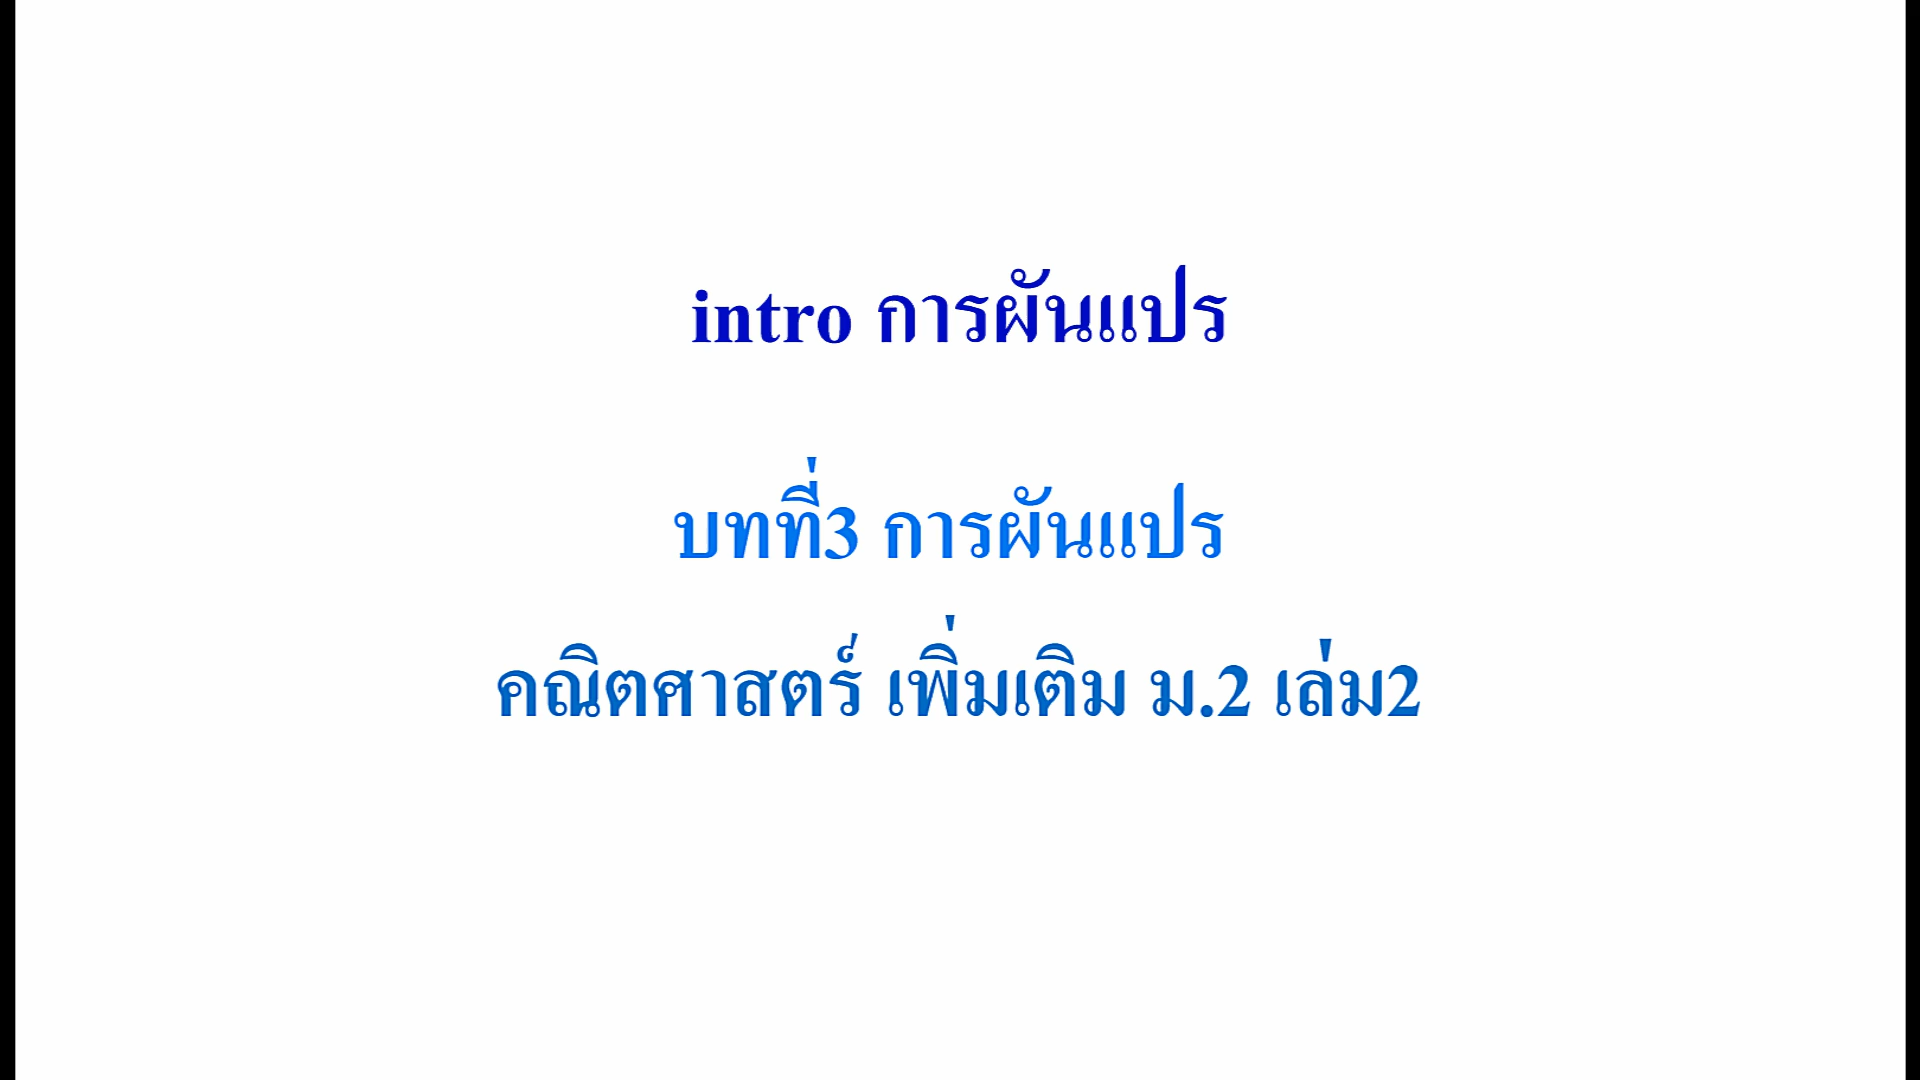 intro การผันแปร
บทที่3 การผันแปร
คณิตศาสตร์ เพิ่มเติม ม.2 เล่ม2